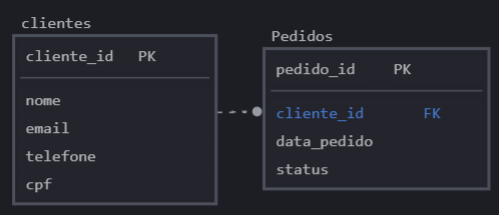 clientes
cliente_id PK
nome
email
telefone
cpf
Pedidos
pedido_id PK
cliente_id FK
data_pedido
status